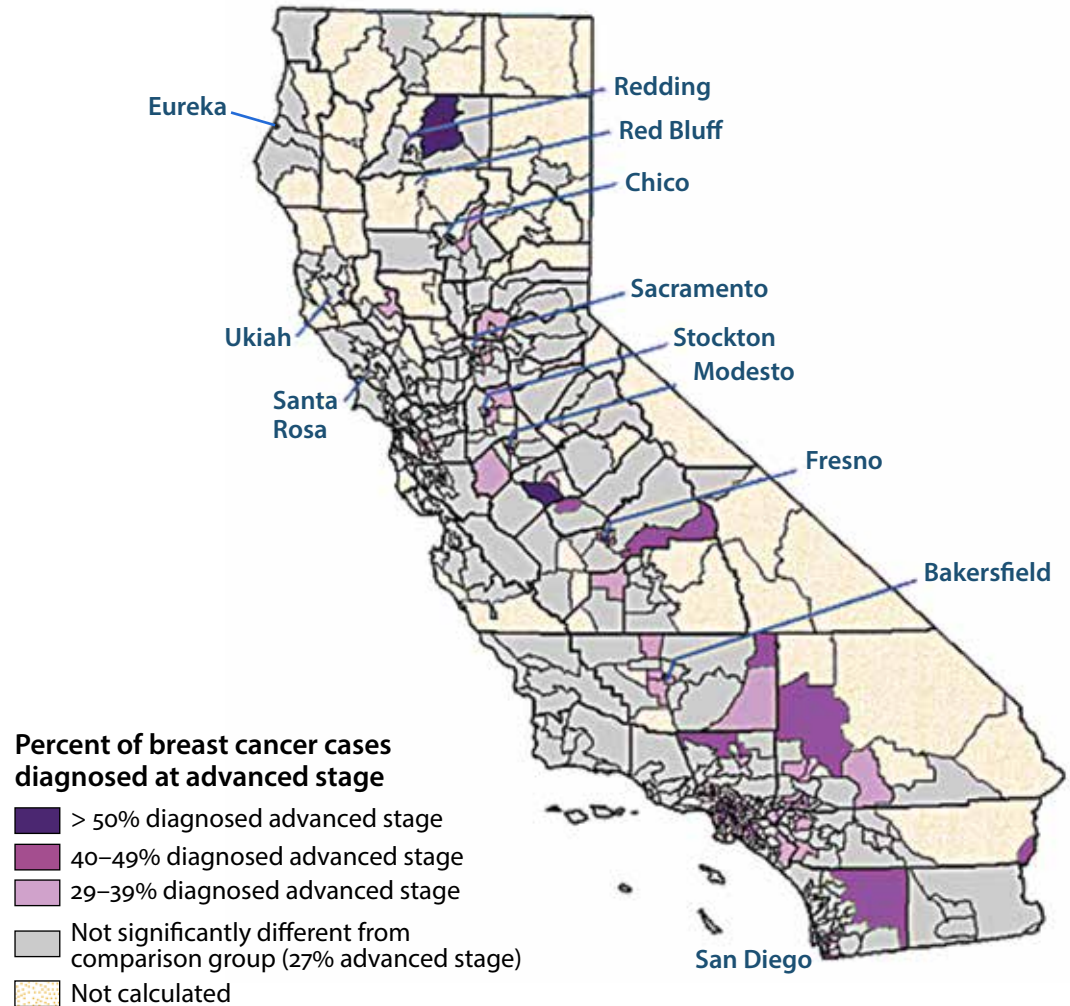 Redding
Eureka
Red Bluff
Chico
Sacramento
Ukiah
Stockton
Modesto
Santa
Rosa
Fresno
Bakersfield
Percent of breast cancer cases
diagnosed at advanced stage
> 50% diagnosed advanced stage
40–49% diagnosed advanced stage
29–39% diagnosed advanced stage
Not significantly different from
comparison group (27% advanced stage)
San Diego
Not calculated